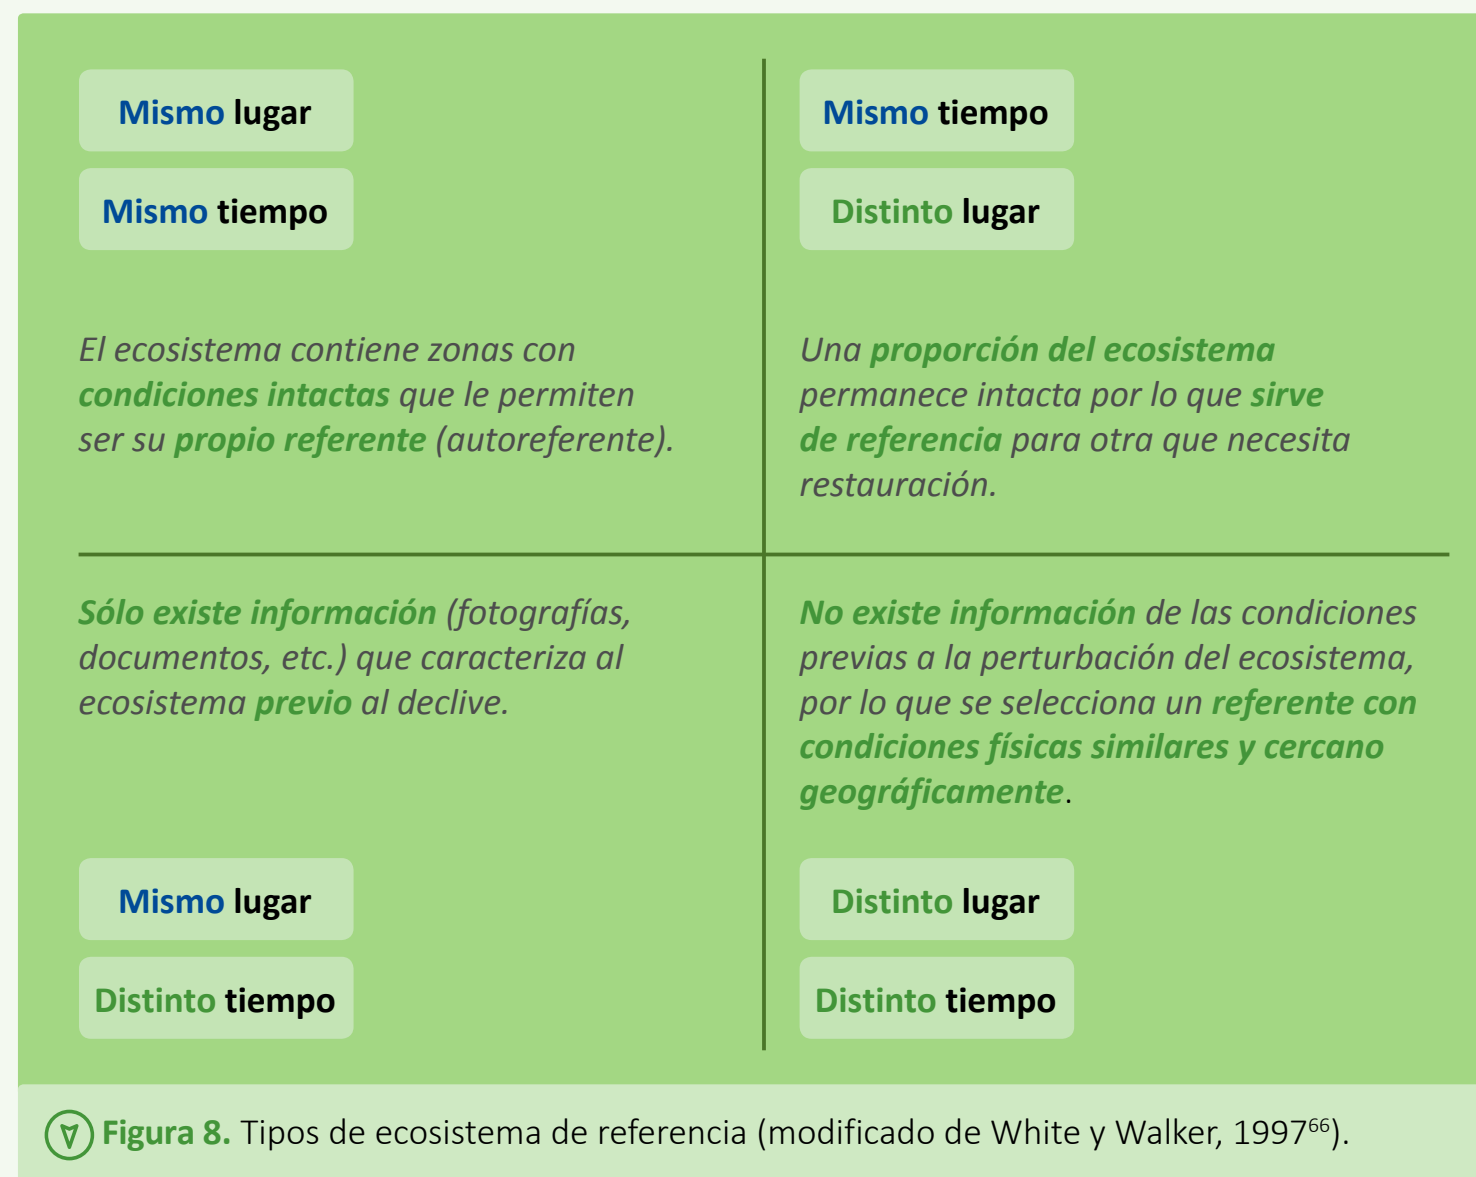 Mismo lugar
Mismo tiempo
El ecosistema contiene zonas con
condiciones intactas que le permiten
ser su propio referente (autoreferente).
Mismo tiempo
Distinto lugar
Una proporción del ecosistema
permanece intacta por lo que sirve
de referencia para otra que necesita
restauración.
Sólo existe información (fotografías,
documentos, etc.) que caracteriza al
ecosistema previo al declive.
Mismo lugar
Distinto tiempo
No existe información de las condiciones
previas a la perturbación del ecosistema,
por lo que se selecciona un referente con
condiciones físicas similares y cercano
geográficamente.
Distinto lugar
Distinto tiempo
Figura 8. Tipos de ecosistema de referencia (modificado de White y Walker, 1997⁶⁶).